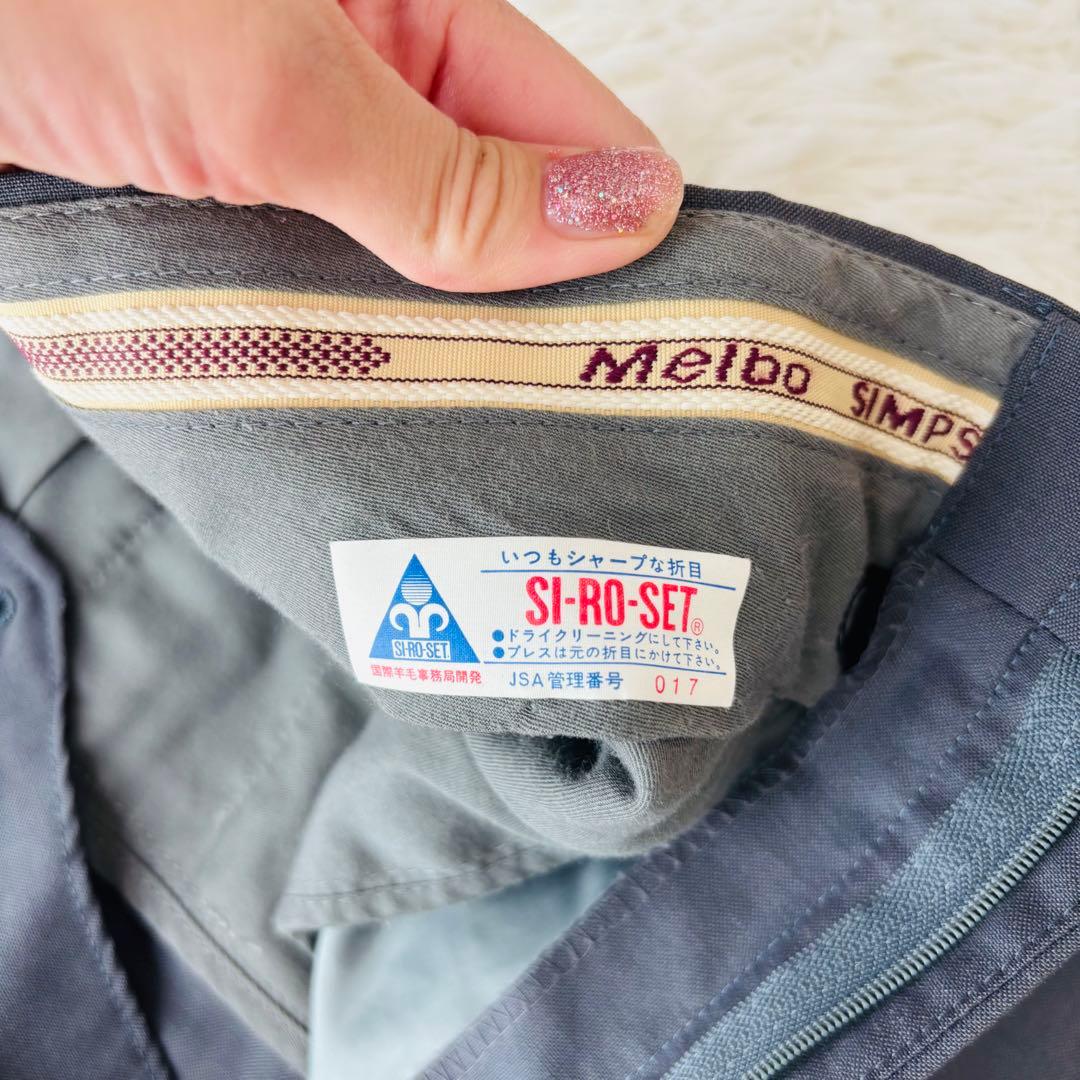 Melbo SIMPS
いつもシャープな折目
SI-RO-SET®
●ドライクリーニングにして下さい。
●プレスは元の折目にかけて下さい。
SI-RO-SET.
国際羊毛事務局開発
JSA管理番号 017